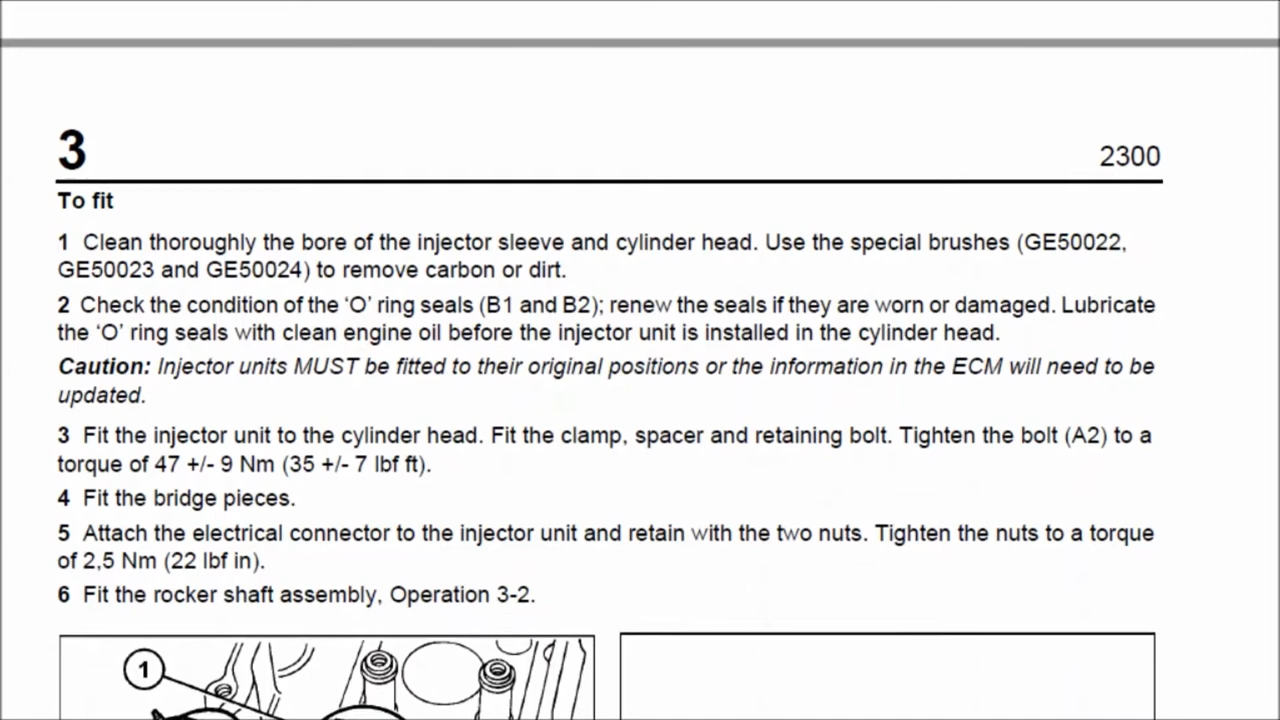 3
2300
To fit
1 Clean thoroughly the bore of the injector sleeve and cylinder head. Use the special brushes (GE50022,
GE50023 and GE50024) to remove carbon or dirt.
2 Check the condition of the ‘O’ ring seals (B1 and B2); renew the seals if they are worn or damaged. Lubricate
the ‘O’ ring seals with clean engine oil before the injector unit is installed in the cylinder head.
Caution: Injector units MUST be fitted to their original positions or the information in the ECM will need to be
updated.
3 Fit the injector unit to the cylinder head. Fit the clamp, spacer and retaining bolt. Tighten the bolt (A2) to a
torque of 47 +/- 9 Nm (35 +/- 7 lbf ft).
4 Fit the bridge pieces.
5 Attach the electrical connector to the injector unit and retain with the two nuts. Tighten the nuts to a torque
of 2,5 Nm (22 lbf in).
6 Fit the rocker shaft assembly, Operation 3-2.
1